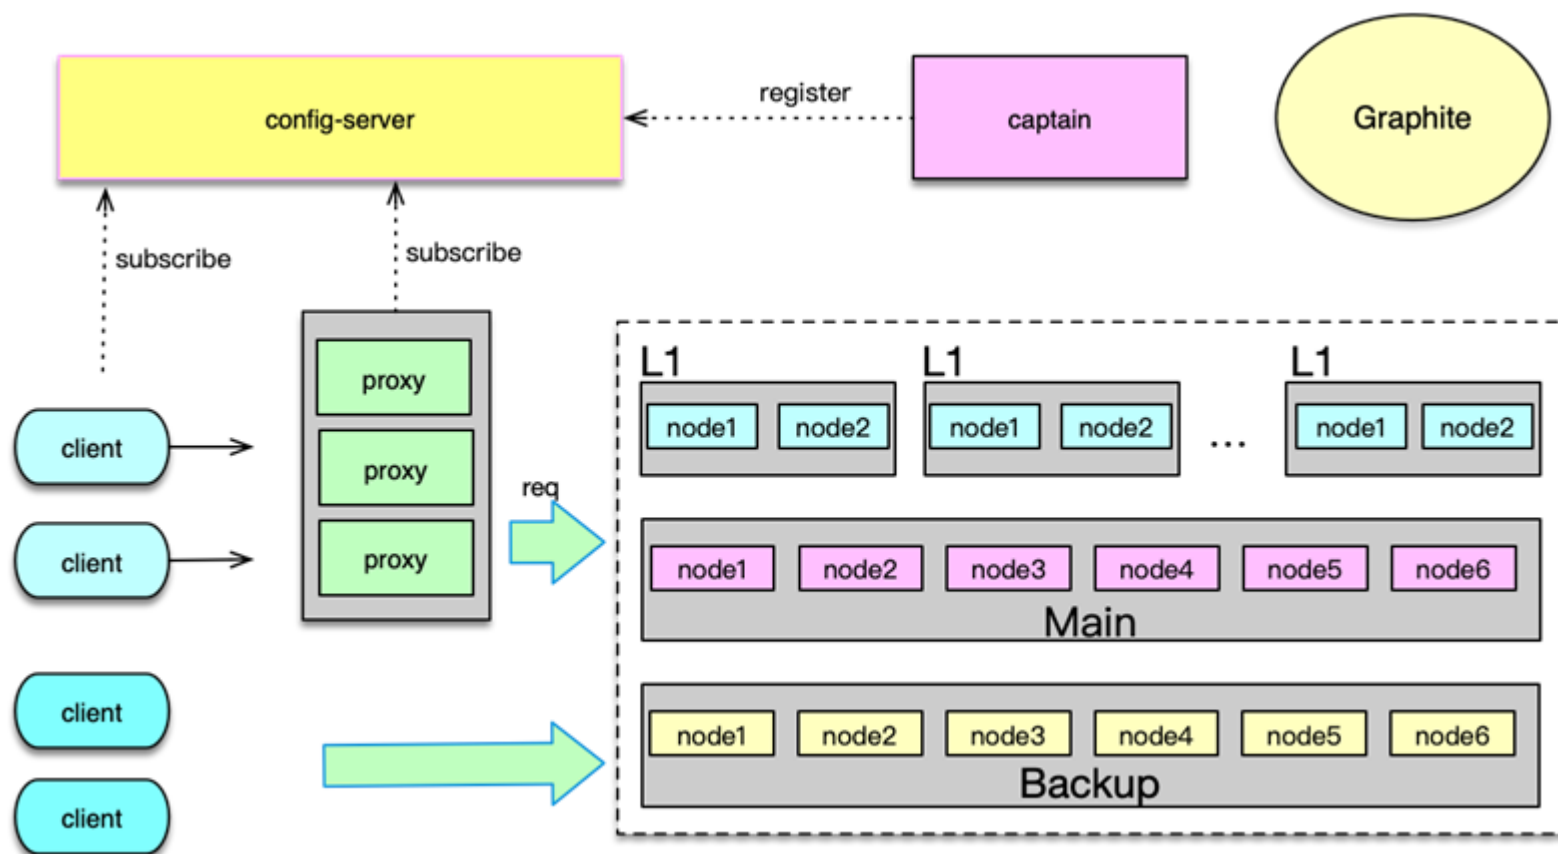 config-server
register
captain
Graphite
subscribe
subscribe
proxy
proxy
proxy
client
client
client
client
req
L1
node1 node2
L1
node1 node2
...
L1
node1 node2
node1 node2 node3 node4 node5 node6
Main
node1 node2 node3 node4 node5 node6
Backup